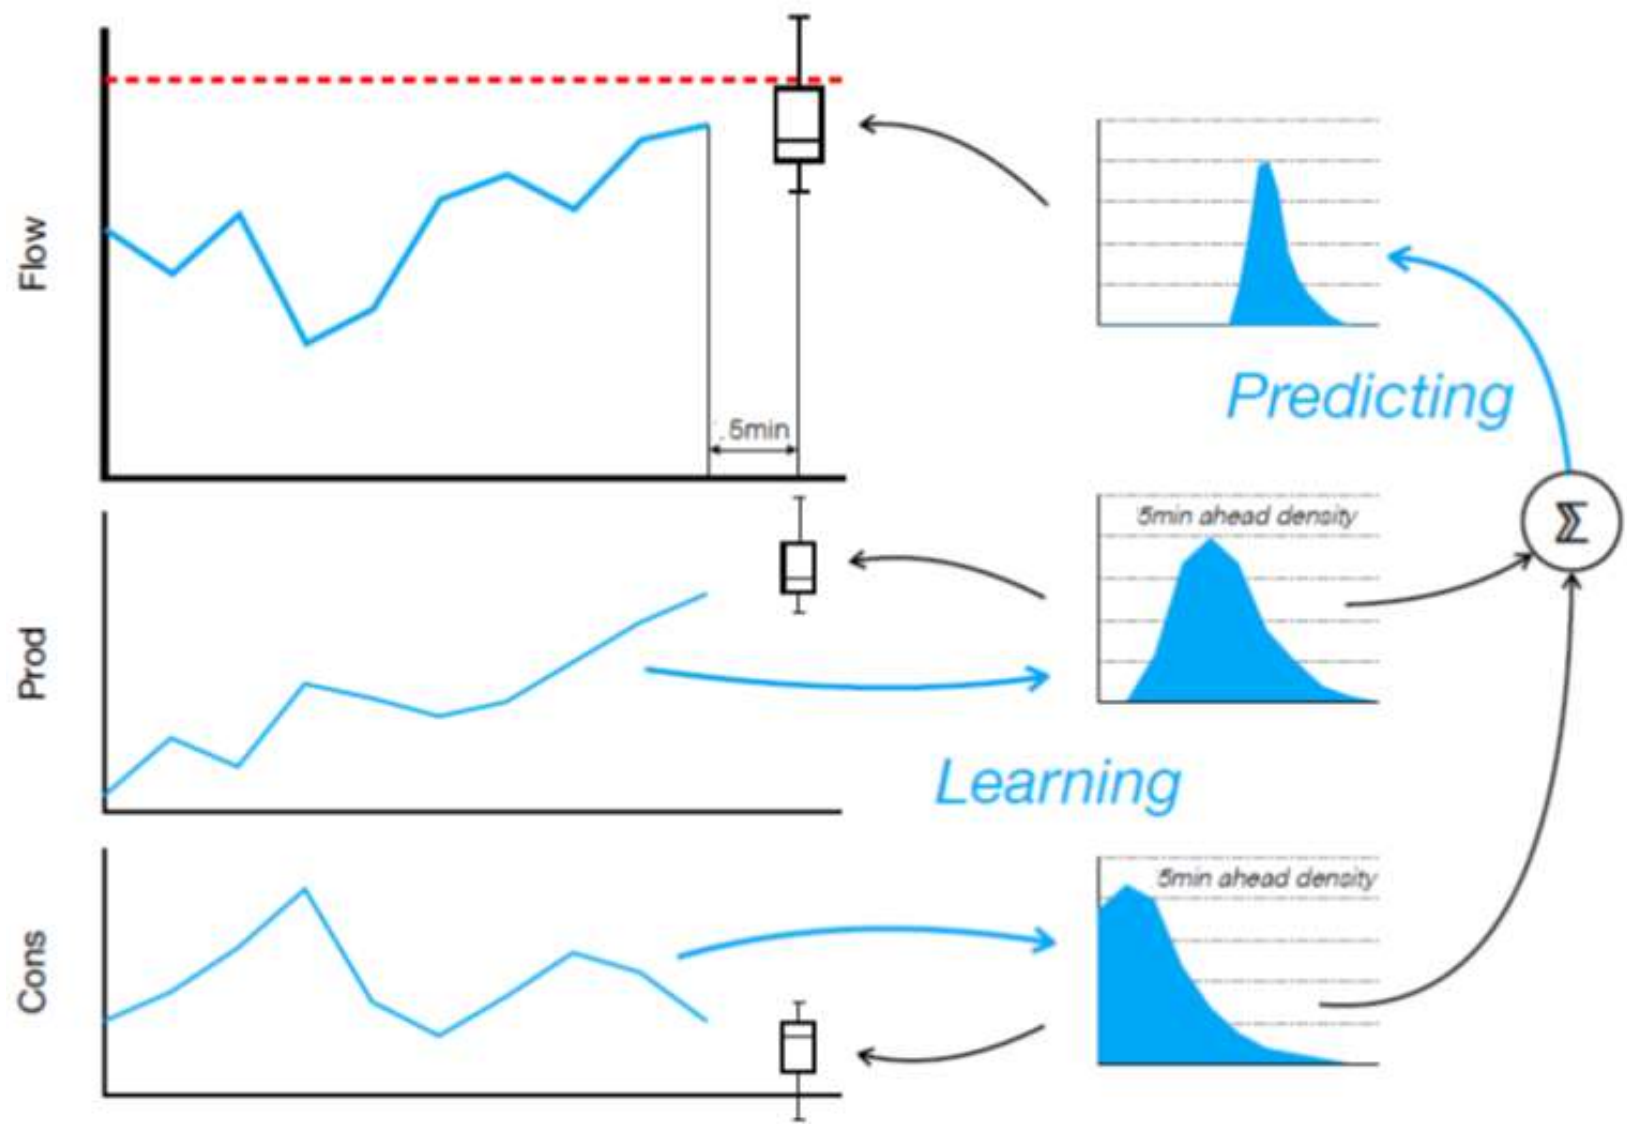 Flow
5min
Predicting
Σ
5min ahead density
Prod
Learning
5min ahead density
Cons